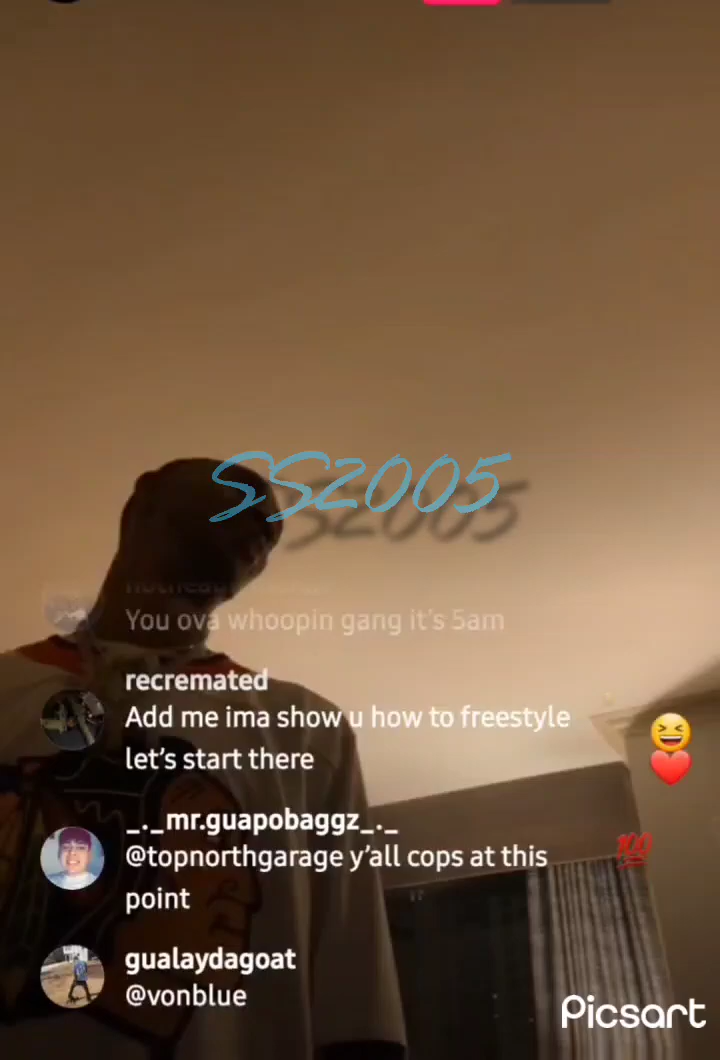 SS2005
You ova whoopin gang it's 5am
recremated
Add me ima show u how to freestyle
let's start there
_._mr.guapobaggz_._
@topnorthgarage y'all cops at this
point
💯
gualaydagoat
@vonblue
Picsart